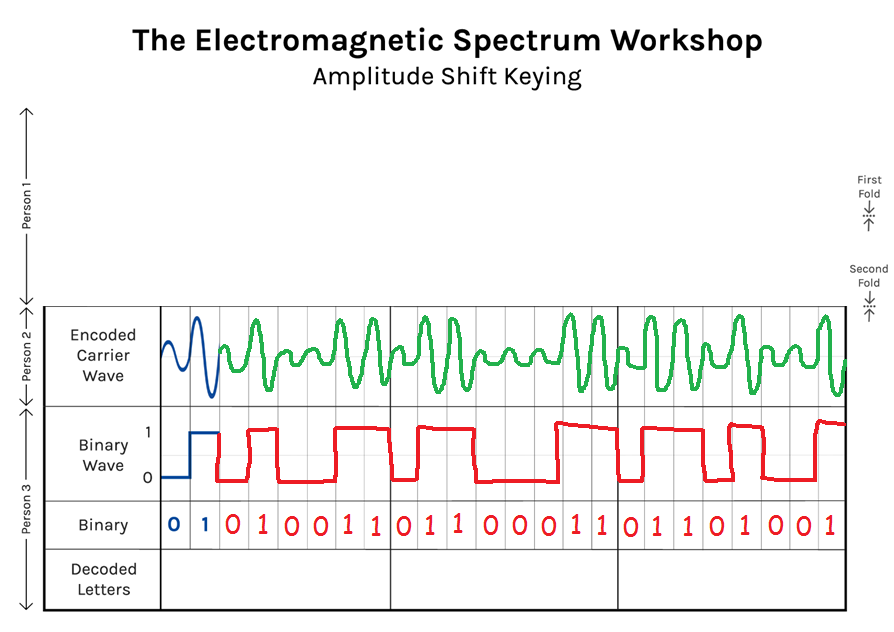 The Electromagnetic Spectrum Workshop
Amplitude Shift Keying
Person 1
First
Fold
Second
Fold
Person 2
Encoded
Carrier
Wave
Person 3
Binary
Wave
1
0
Binary
0 1 0 1 0 0 1 1 0 1 1 0 0 0 1 1 0 1 1 0 1 0 0 1
Decoded
Letters